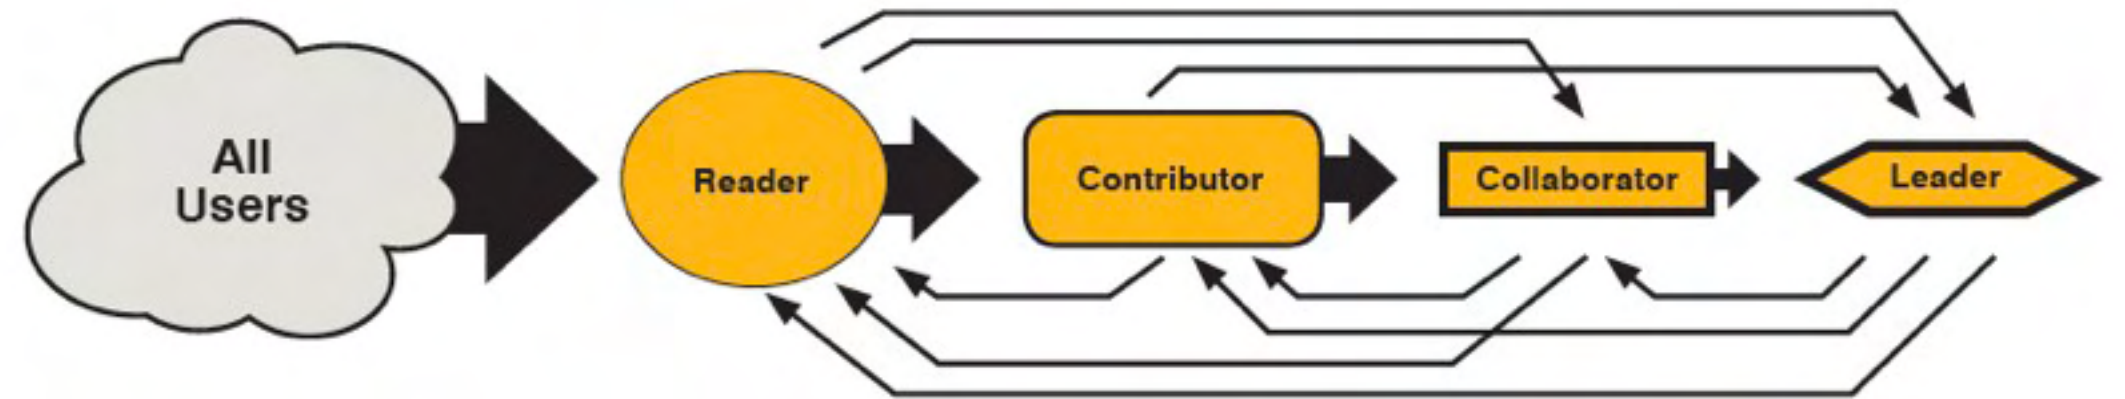 All
Users
Reader
Contributor
Collaborator
Leader